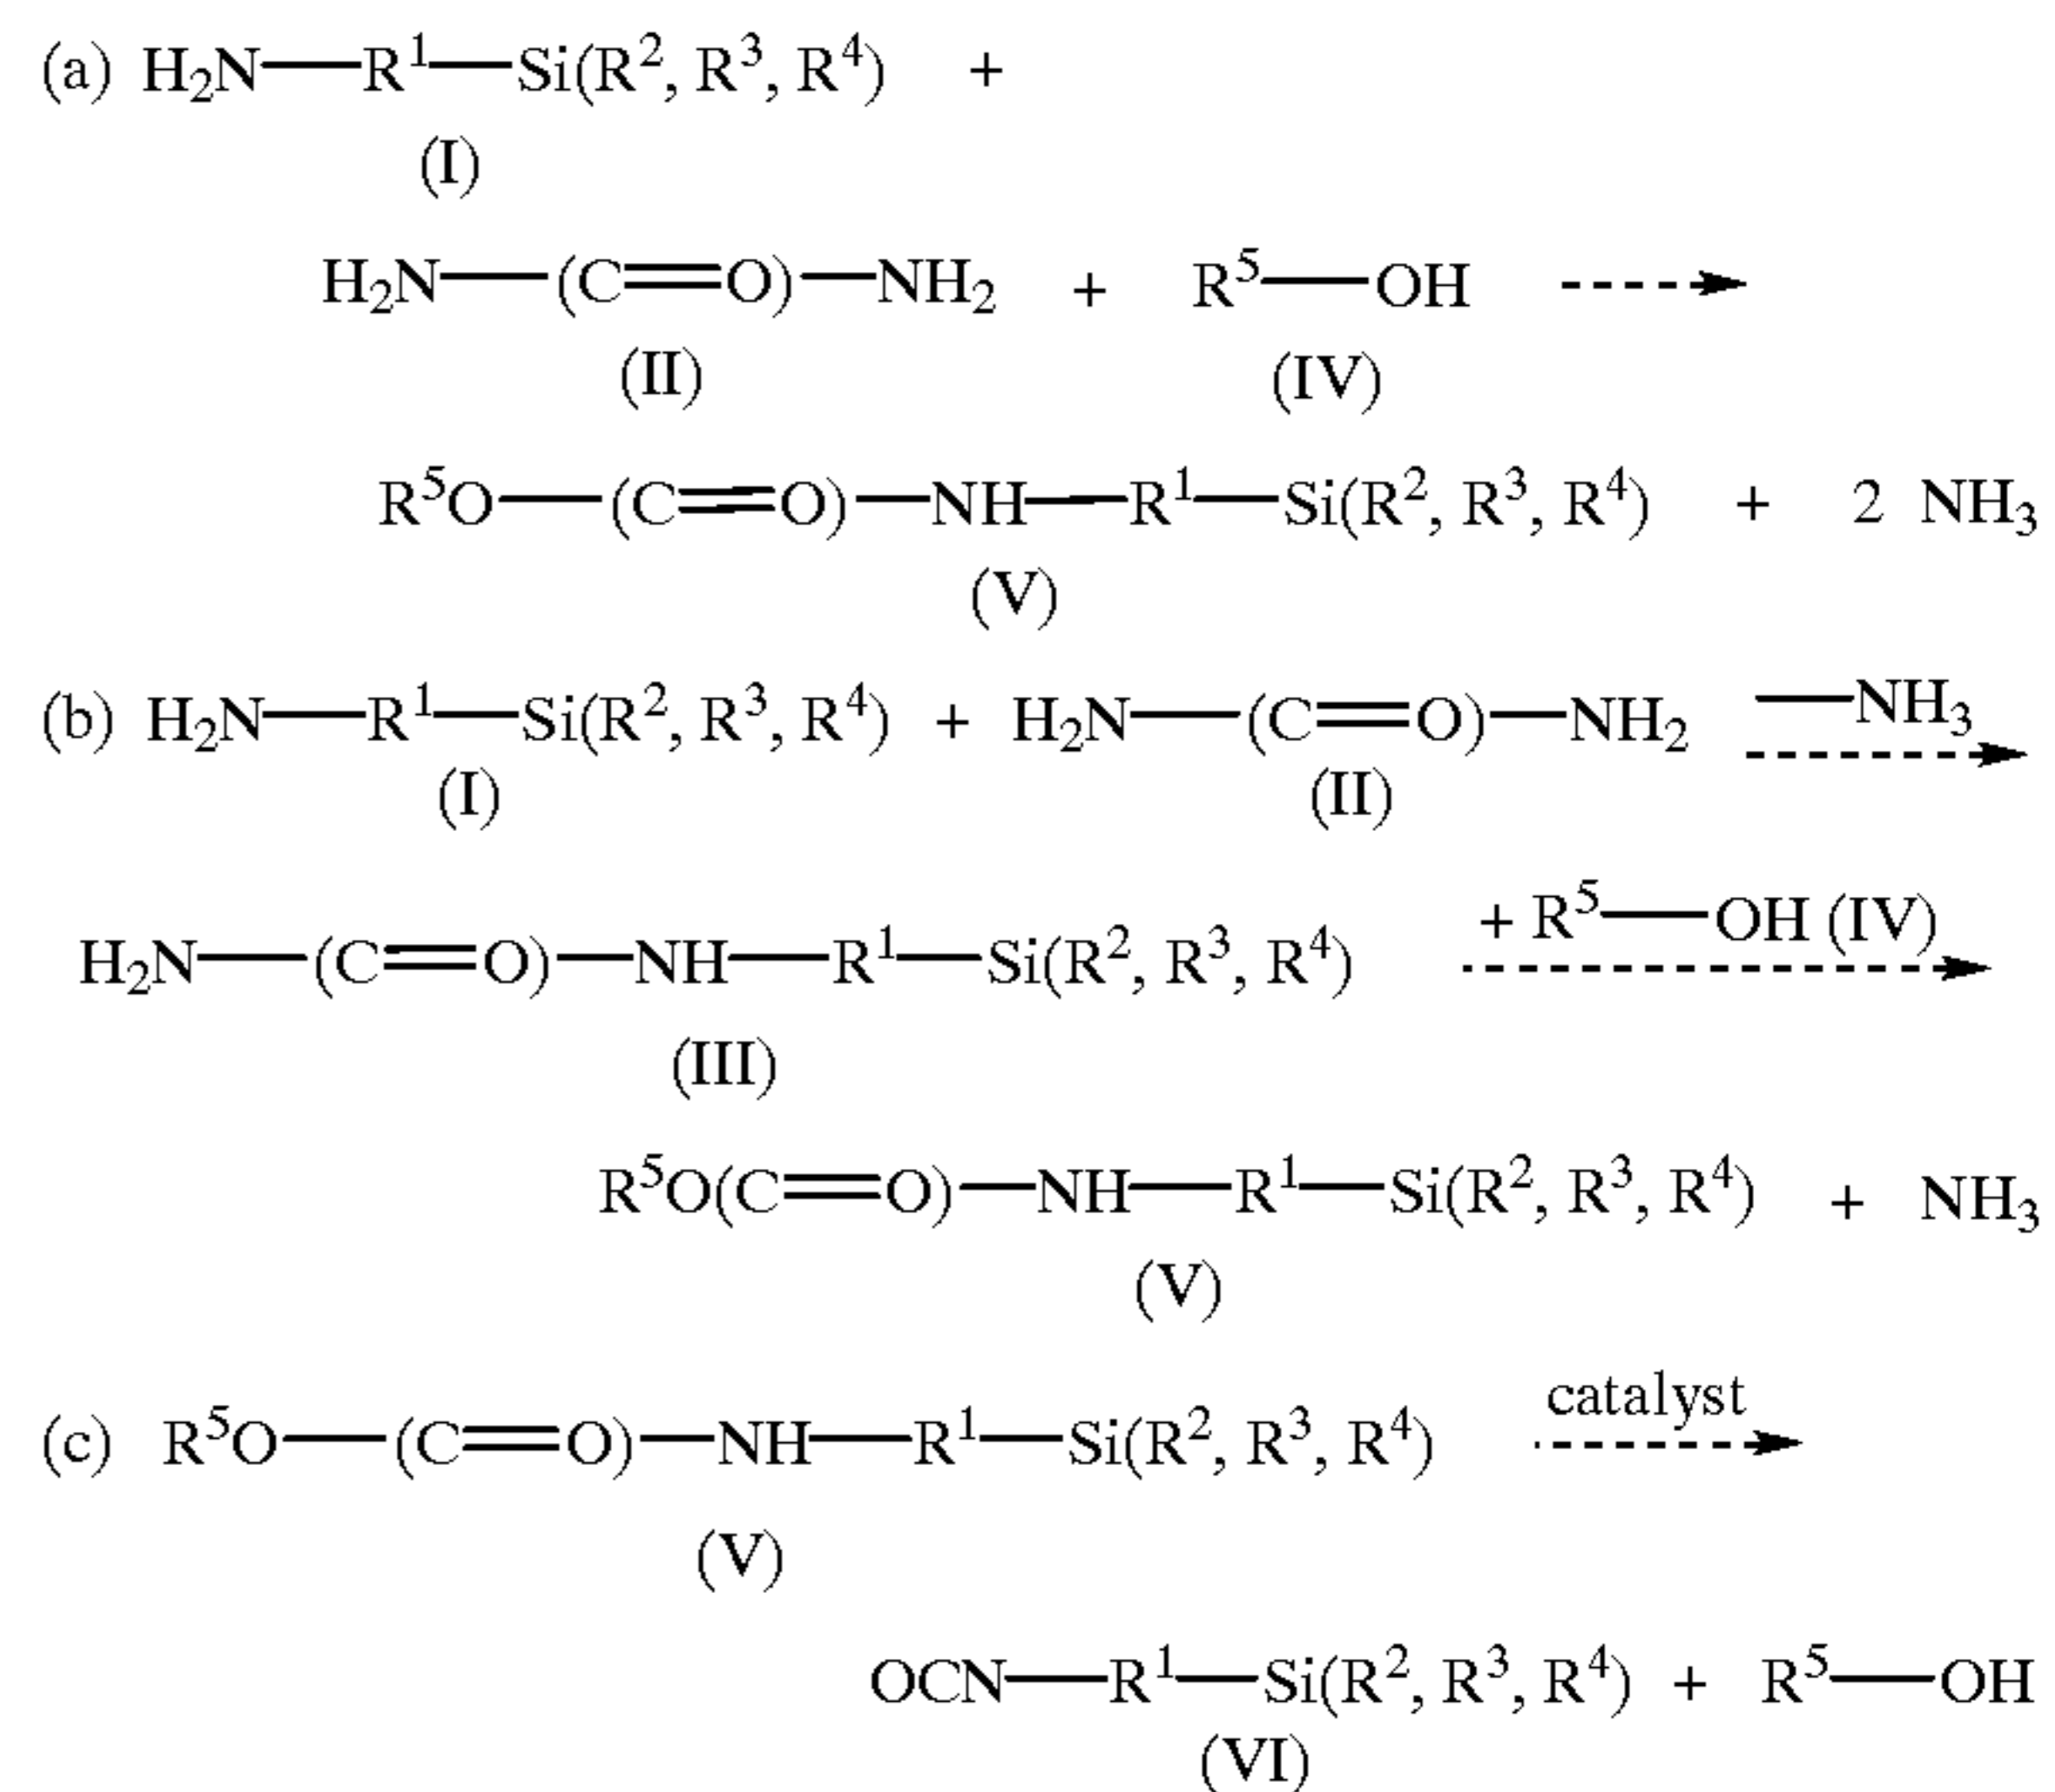 (a) H₂N—R¹—Si(R², R³, R⁴) +
(I)
H₂N—(C=O)—NH₂ + R⁵—OH ⇢
(II) (IV)
R⁵O—(C=O)—NH—R¹—Si(R², R³, R⁴) + 2 NH₃
(V)
(b) H₂N—R¹—Si(R², R³, R⁴) + H₂N—(C=O)—NH₂ —NH₃ ⇢
(I) (II)
H₂N—(C=O)—NH—R¹—Si(R², R³, R⁴) + R⁵—OH (IV) ⇢
(III)
R⁵O(C=O)—NH—R¹—Si(R², R³, R⁴) + NH₃
(V)
(c) R⁵O—(C=O)—NH—R¹—Si(R², R³, R⁴) catalyst ⇢
(V)
OCN—R¹—Si(R², R³, R⁴) + R⁵—OH
(VI)